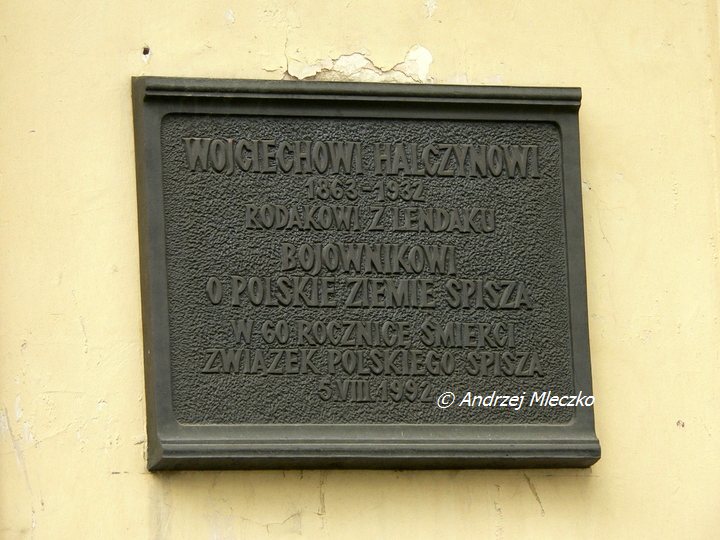 WOJCIECHOWI HALCZYNOWI
1863-1932
RODAKOWI Z LENDAKU
BOJOWNIKOWI
O POLSKIE ZIEMIE SPISZA
W 60 ROCZNICĘ ŚMIERCI
ZWIĄZEK POLSKIEGO SPISZA
5.VIII.1992
© Andrzej Mleczko